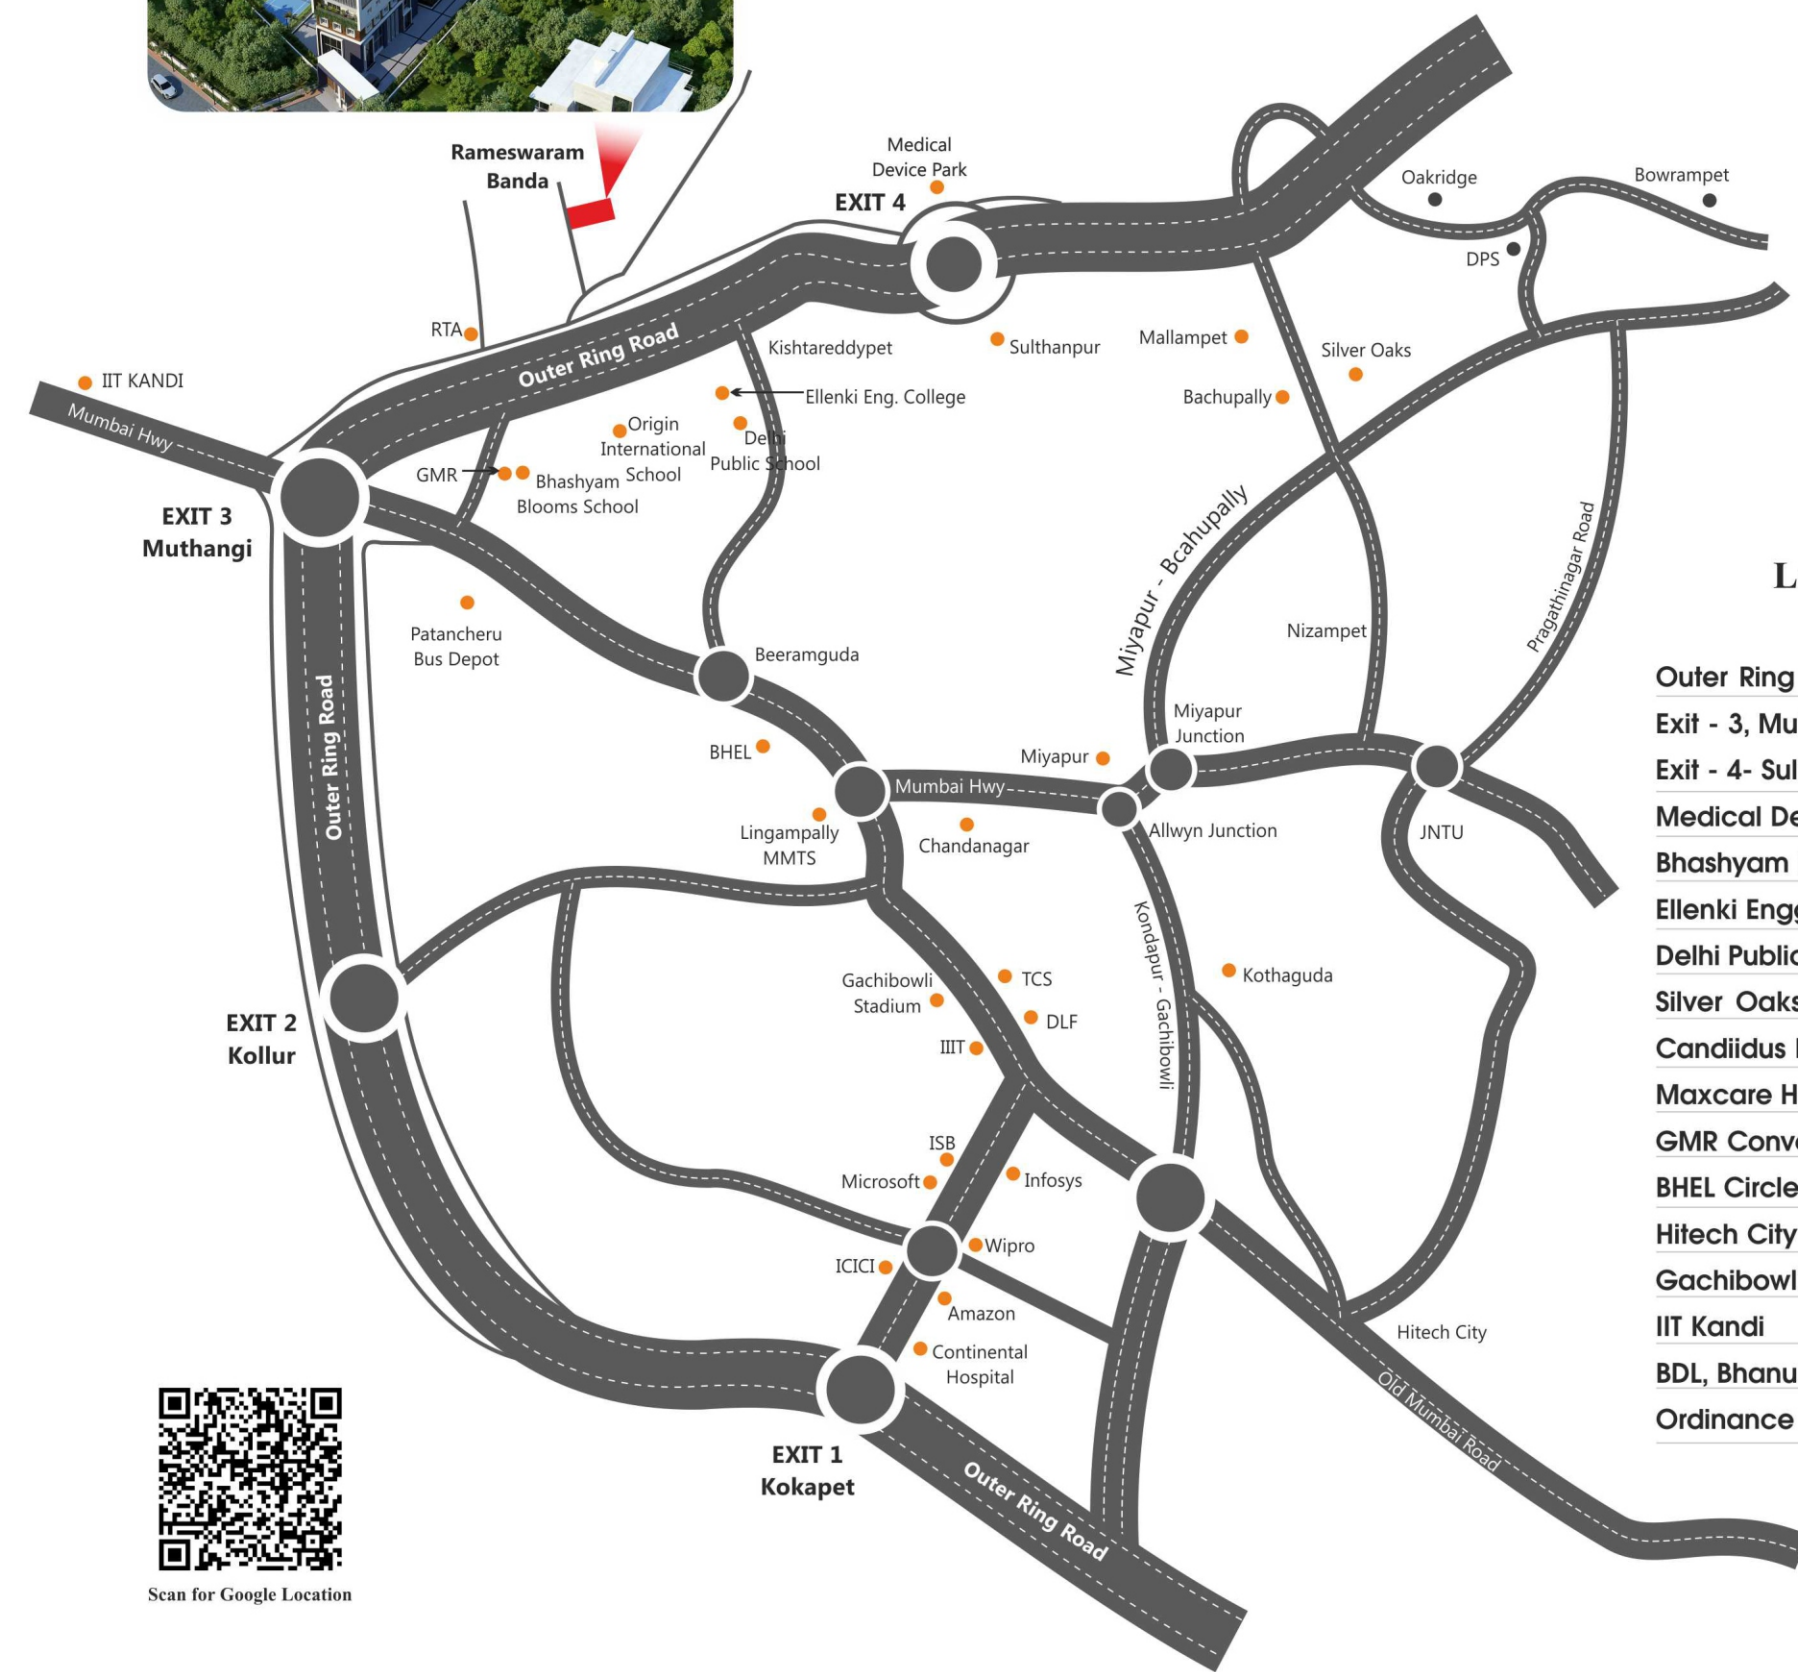 Rameswaram
Banda
Medical
Device Park
EXIT 4
Oakridge
Bowrampet
DPS
RTA
Outer Ring Road
Kishtareddypet
Sulthanpur
Mallampet
Silver Oaks
IIT KANDI
Mumbai Hwy
Ellenki Eng. College
Bachupally
Origin
International
School
Delhi
Public School
GMR
Bhashyam
Blooms School
EXIT 3
Muthangi
Miyapur - Bcahupally
Pragathinagar Road
Patancheru
Bus Depot
Nizampet
Beeramguda
Outer Ring Road
Miyapur
Junction
BHEL
Miyapur
Mumbai Hwy
Lingampally
MMTS
Chandanagar
Allwyn Junction
JNTU
Kondapur - Gachibowli
Gachibowli
Stadium
TCS
Kothaguda
DLF
IIIT
EXIT 2
Kollur
ISB
Microsoft
Infosys
Wipro
ICICI
Amazon
Continental
Hospital
Hitech City
Old Mumbai Road
EXIT 1
Kokapet
Outer Ring Road
Scan for Google Location
L
Outer Ring
Exit - 3, Mu
Exit - 4- Sul
Medical De
Bhashyam
Ellenki Engg
Delhi Public
Silver Oaks
Candiidus
Maxcare H
GMR Conve
BHEL Circle
Hitech City
Gachibowl
IIT Kandi
BDL, Bhanu
Ordinance